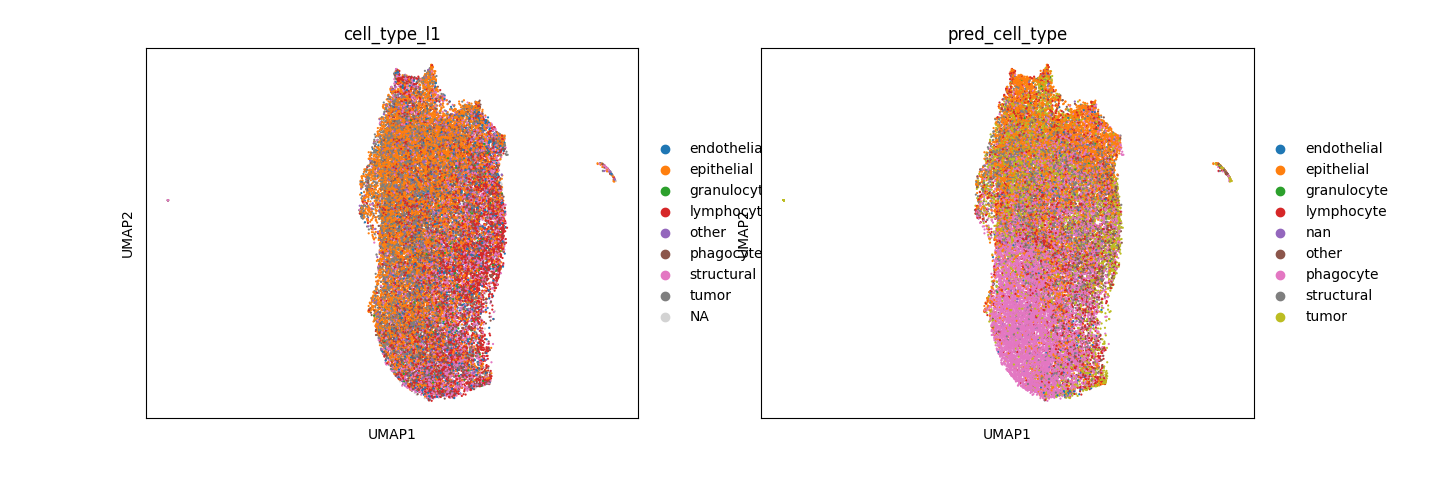 cell_type_l1
UMAP2
UMAP1
endothelia
epithelial
granulocyt
lymphocyt
other
phagocyte
structural
tumor
NA
pred_cell_type
UMAP2
UMAP1
endothelial
epithelial
granulocyte
lymphocyte
nan
other
phagocyte
structural
tumor